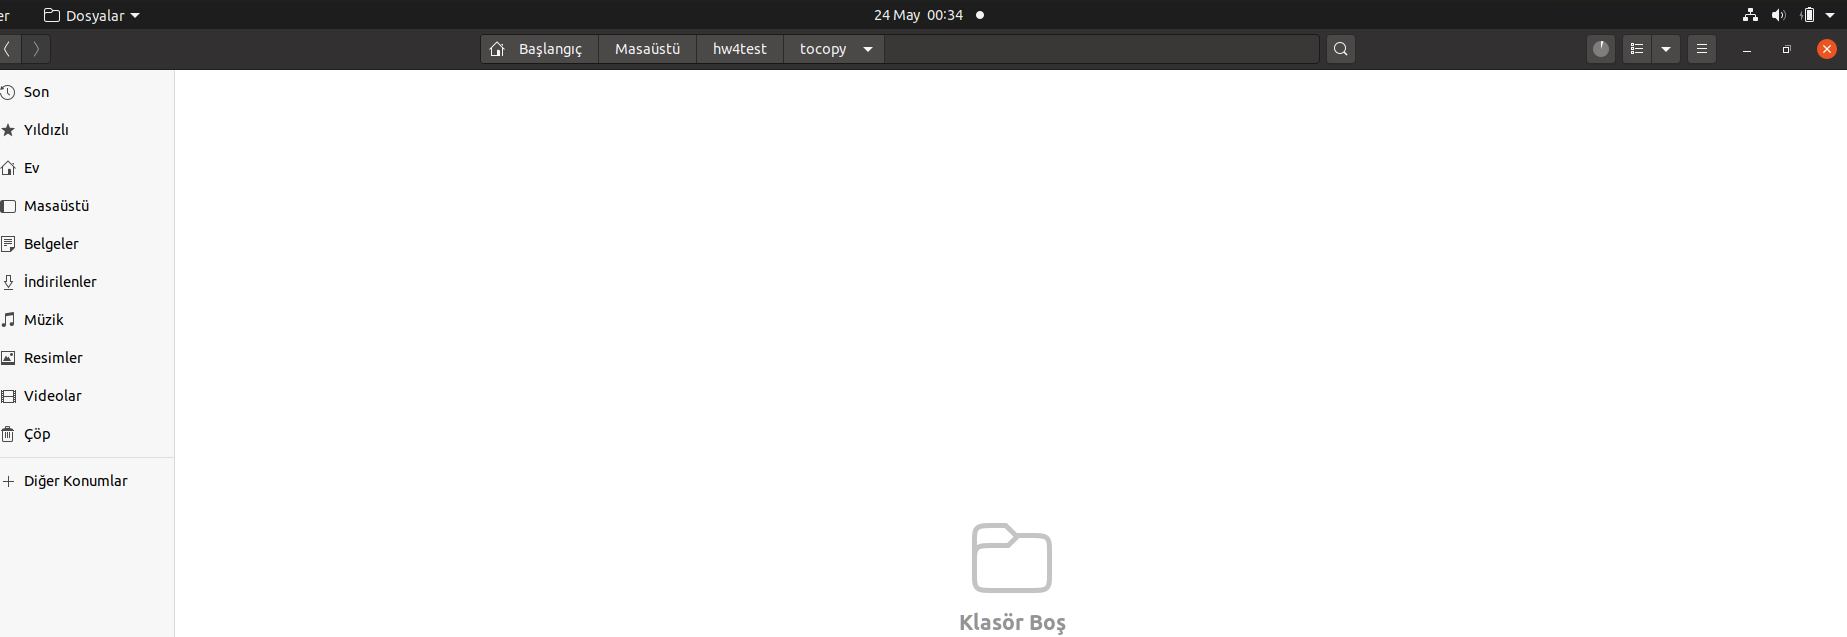 er Dosyalar 24 May 00:34
Başlangıç Masaüstü hw4test tocopy
Son
Yıldızlı
Ev
Masaüstü
Belgeler
İndirilenler
Müzik
Resimler
Videolar
Çöp
Diğer Konumlar
Klasör Boş